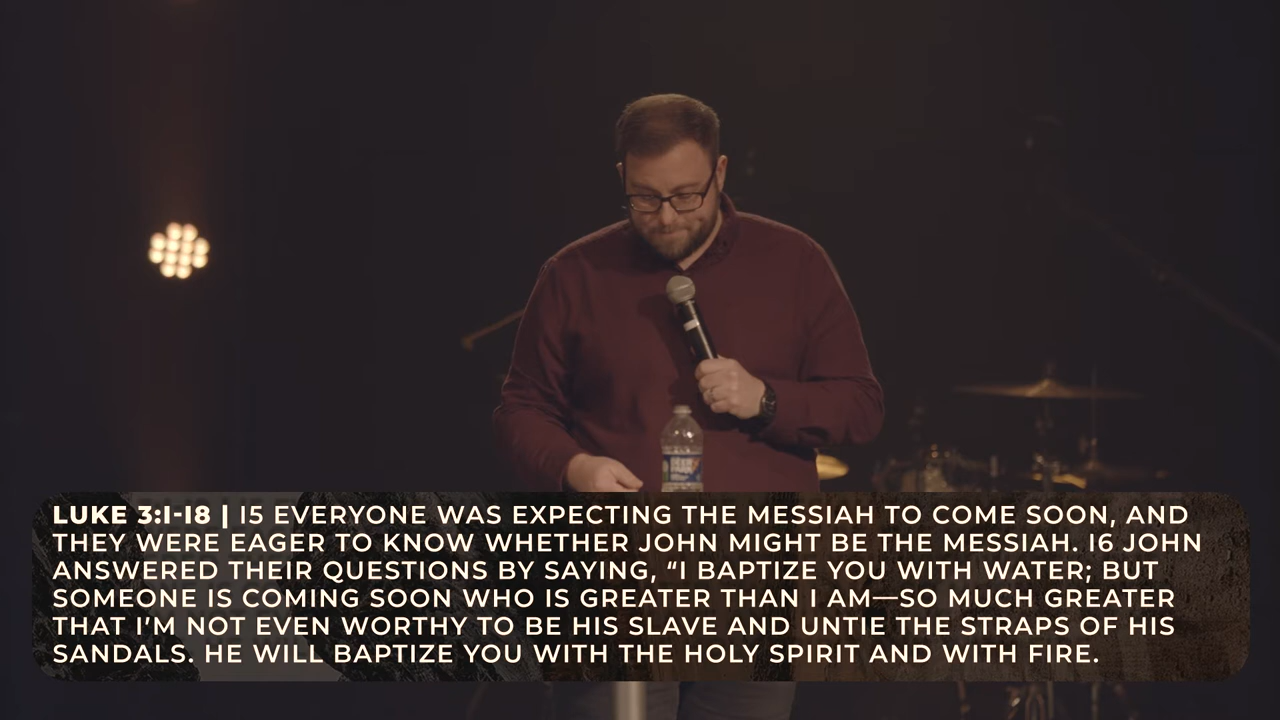 LUKE 3:1-18 | 15 EVERYONE WAS EXPECTING THE MESSIAH TO COME SOON, AND
THEY WERE EAGER TO KNOW WHETHER JOHN MIGHT BE THE MESSIAH. 16 JOHN
ANSWERED THEIR QUESTIONS BY SAYING, “I BAPTIZE YOU WITH WATER; BUT
SOMEONE IS COMING SOON WHO IS GREATER THAN I AM—SO MUCH GREATER
THAT I’M NOT EVEN WORTHY TO BE HIS SLAVE AND UNTIE THE STRAPS OF HIS
SANDALS. HE WILL BAPTIZE YOU WITH THE HOLY SPIRIT AND WITH FIRE.